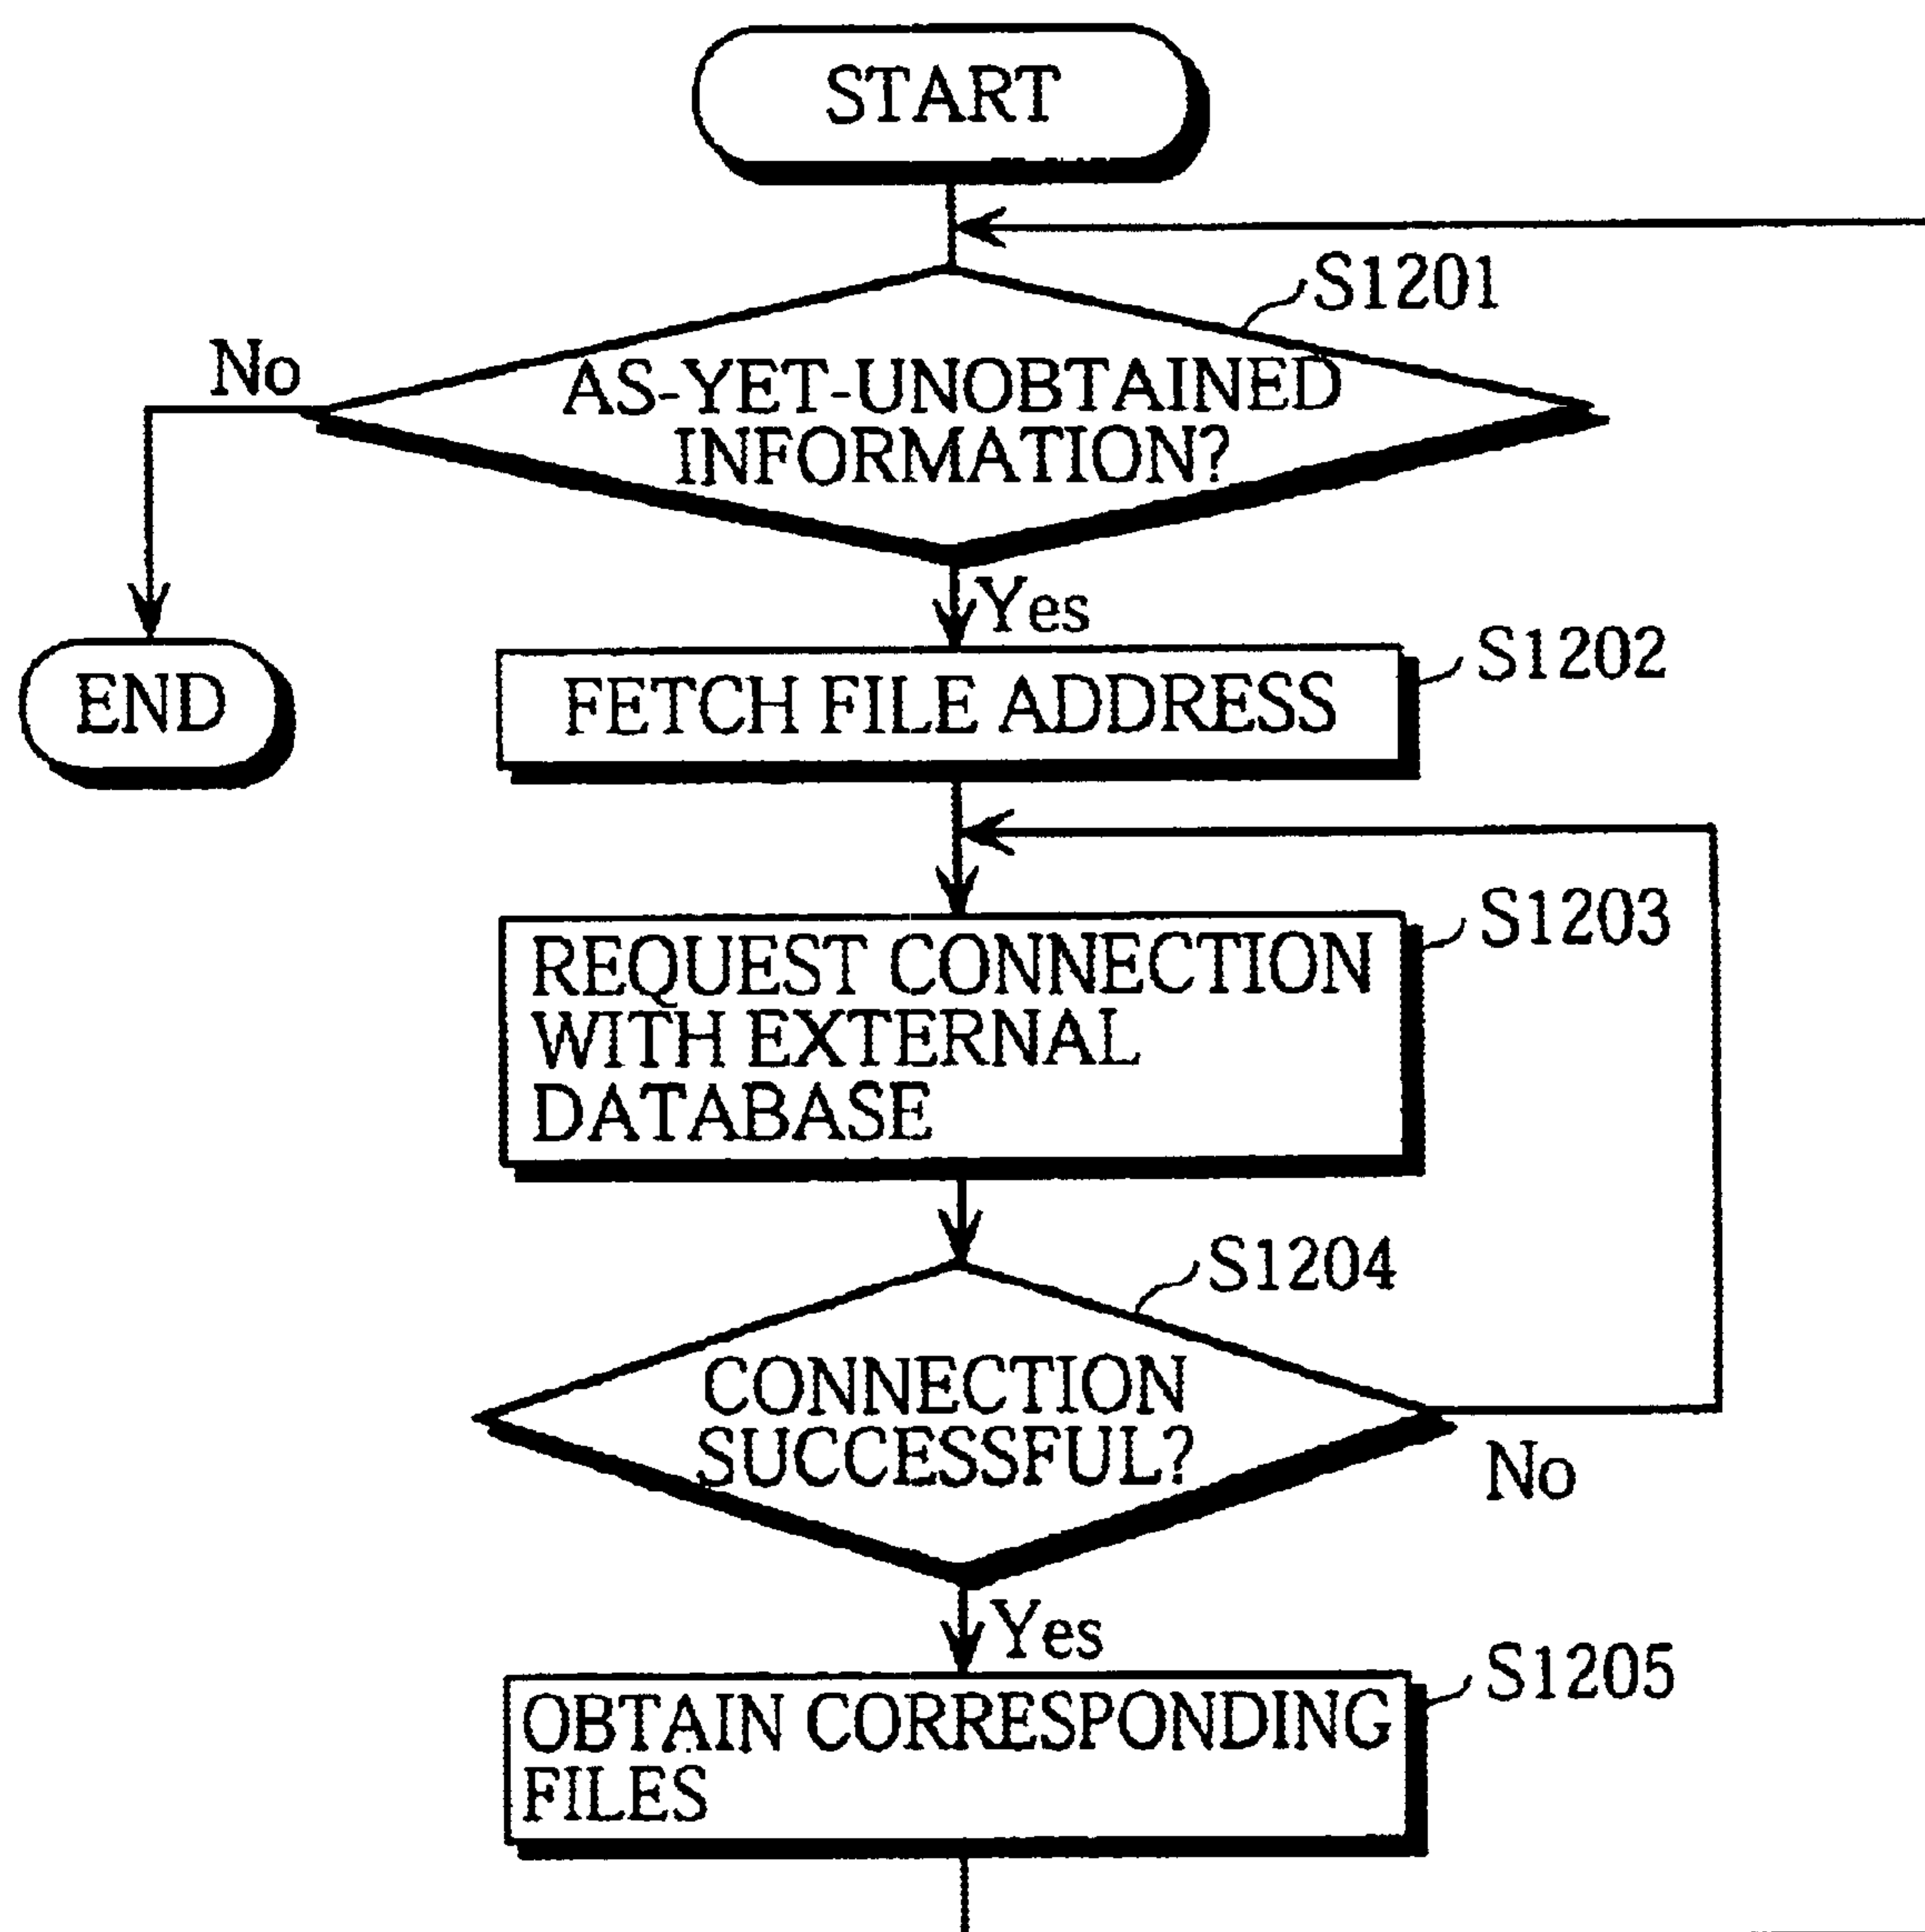 START
S1201
No
AS-YET-UNOBTAINED
INFORMATION?
Yes
S1202
END
FETCH FILE ADDRESS
S1203
REQUEST CONNECTION
WITH EXTERNAL
DATABASE
S1204
CONNECTION
SUCCESSFUL?
No
Yes
S1205
OBTAIN CORRESPONDING
FILES